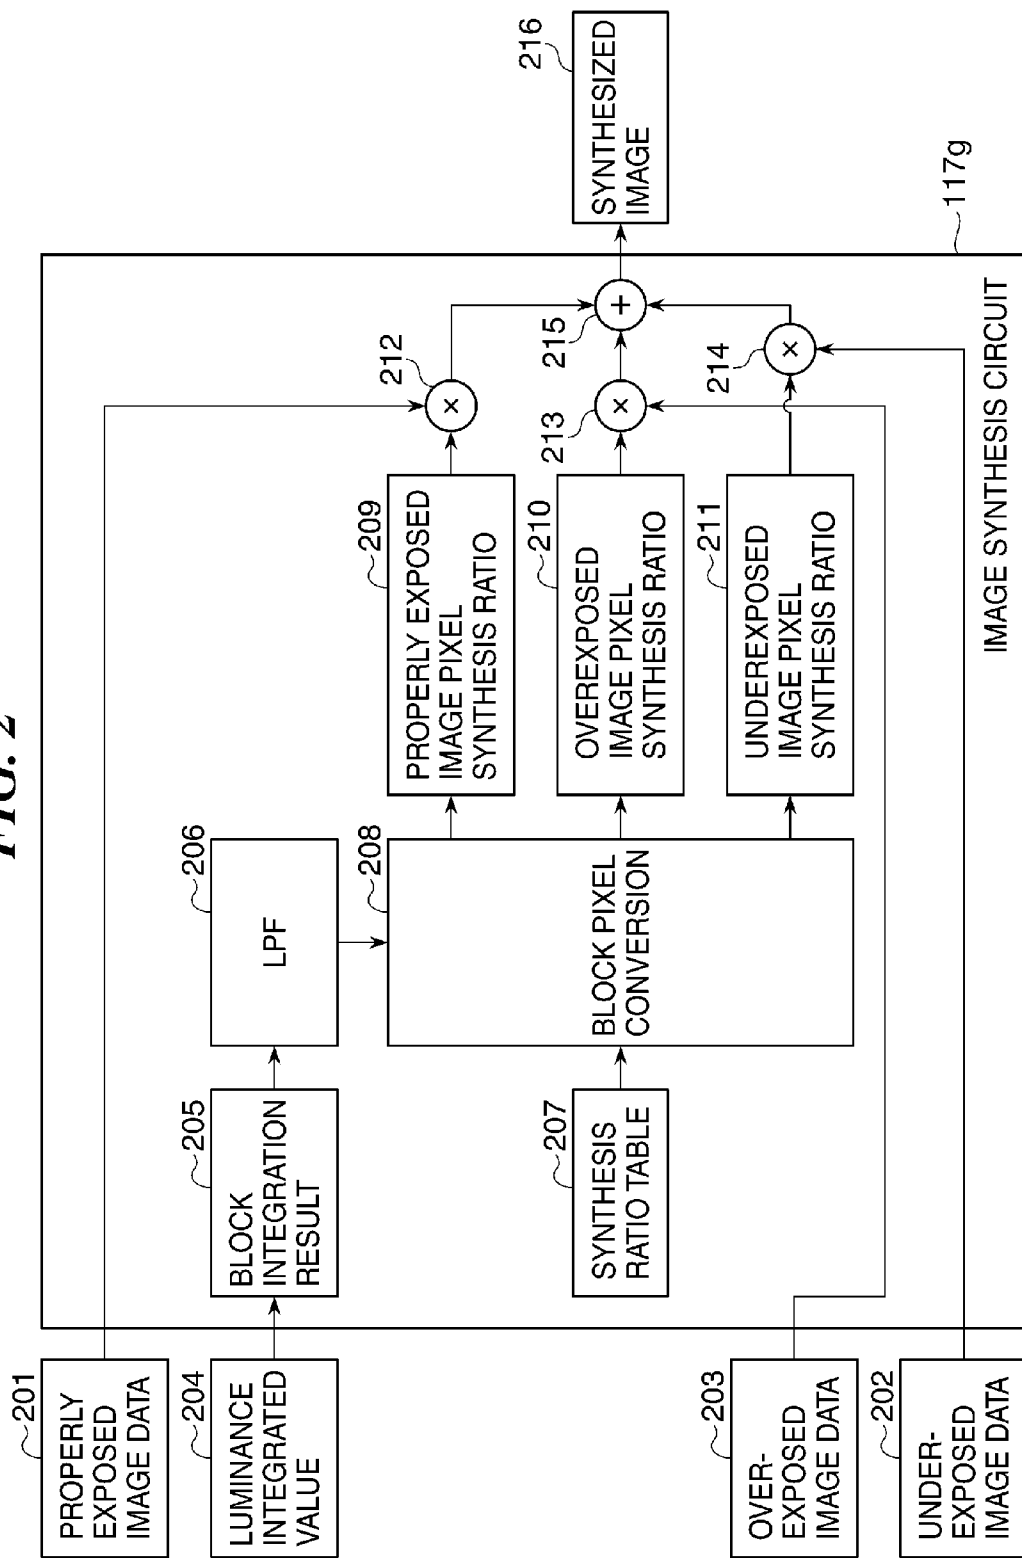 FIG. 2
201
PROPERLY
EXPOSED
IMAGE DATA
204
LUMINANCE
INTEGRATED
VALUE
203
OVER-
EXPOSED
IMAGE DATA
202
UNDER-
EXPOSED
IMAGE DATA
205
BLOCK
INTEGRATION
RESULT
206
LPF
207
SYNTHESIS
RATIO TABLE
208
BLOCK PIXEL
CONVERSION
209
PROPERLY EXPOSED
IMAGE PIXEL
SYNTHESIS RATIO
210
OVEREXPOSED
IMAGE PIXEL
SYNTHESIS RATIO
211
UNDEREXPOSED
IMAGE PIXEL
SYNTHESIS RATIO
212
×
213
×
214
×
215
+
216
SYNTHESIZED
IMAGE
117g
IMAGE SYNTHESIS CIRCUIT